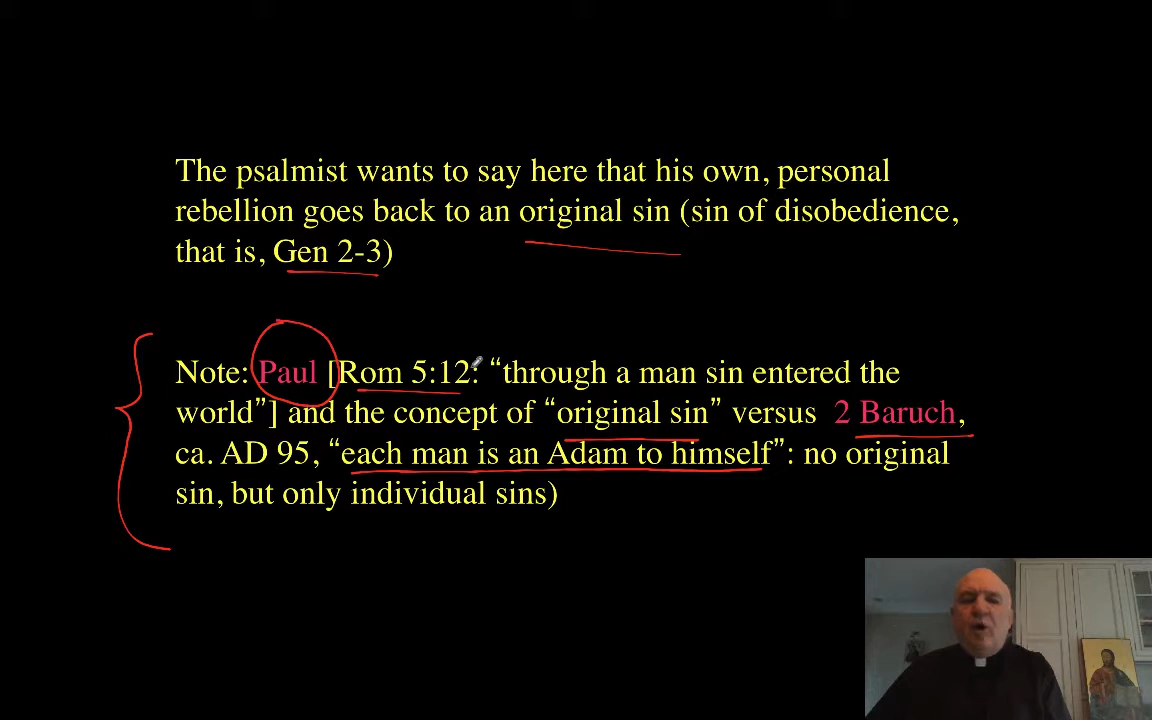 The psalmist wants to say here that his own, personal
rebellion goes back to an original sin (sin of disobedience,
that is, Gen 2-3)
Note: Paul [Rom 5:12: “through a man sin entered the
world”] and the concept of “original sin” versus 2 Baruch,
ca. AD 95, “each man is an Adam to himself”: no original
sin, but only individual sins)